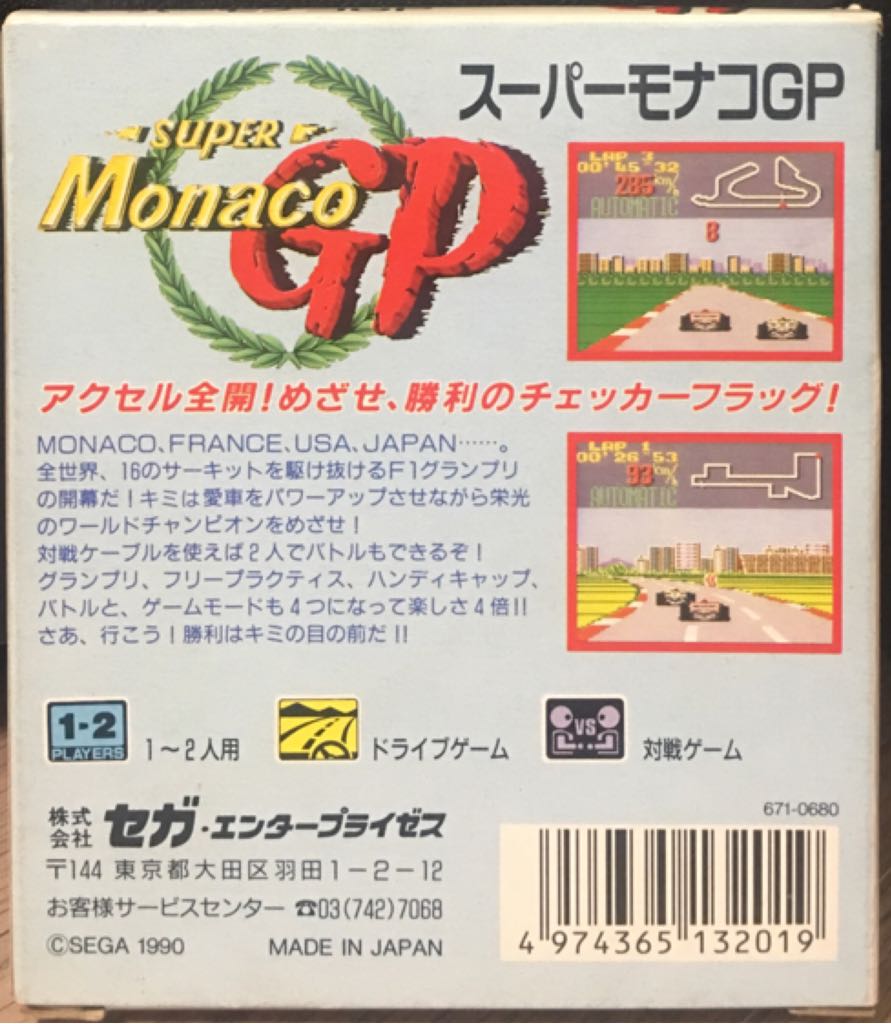 スーパーモナコGP
SUPER
Monaco GP
LAP 3
00'45"32
285km/h
AUTOMATIC
8
アクセル全開!めざせ、勝利のチェッカーフラッグ!
MONACO、FRANCE、USA、JAPAN……。
全世界、16のサーキットを駆け抜けるF1グランプリ
の開幕だ!キミは愛車をパワーアップさせながら栄光
のワールドチャンピオンをめざせ!
対戦ケーブルを使えば2人でバトルもできるぞ!
グランプリ、フリープラクティス、ハンディキャップ、
バトルと、ゲームモードも4つになって楽しさ4倍!!
さあ、行こう!勝利はキミの目の前だ!!
LAP 1
00'26"53
93km/h
AUTOMATIC
1-2
PLAYERS
1〜2人用
ドライブゲーム
VS
対戦ゲーム
株式会社 セガ・エンタープライゼス
〒144 東京都大田区羽田1-2-12
お客様サービスセンター ☎03(742)7068
©SEGA 1990 MADE IN JAPAN
671-0680
4 974365 132019